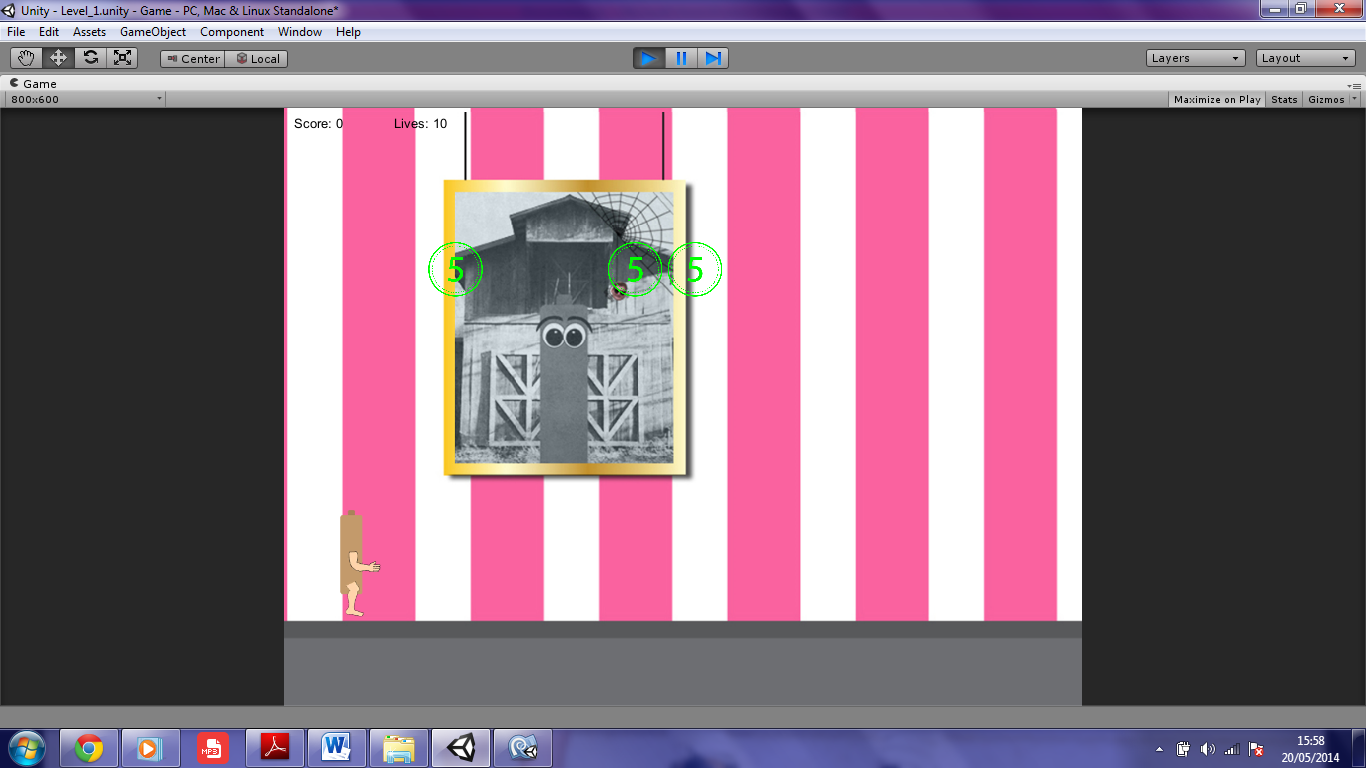 Unity - Level_1.unity - Game - PC, Mac & Linux Standalone*
File Edit Assets GameObject Component Window Help
Center Local Layers Layout
Game
800x600 Maximize on Play Stats Gizmos
Score: 0 Lives: 10
5 5 5
MP3
15:58
20/05/2014